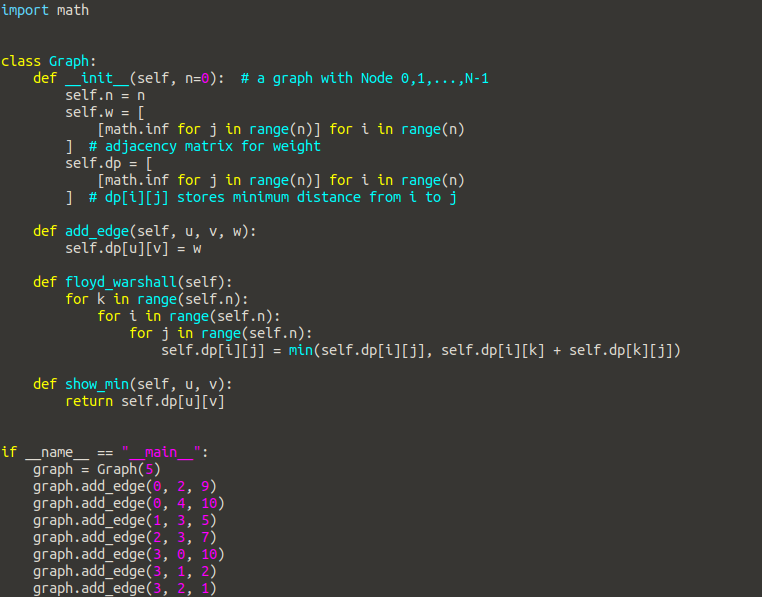 import math
class Graph:
    def __init__(self, n=0):  # a graph with Node 0,1,...,N-1
        self.n = n
        self.w = [
            [math.inf for j in range(n)] for i in range(n)
        ]  # adjacency matrix for weight
        self.dp = [
            [math.inf for j in range(n)] for i in range(n)
        ]  # dp[i][j] stores minimum distance from i to j
    def add_edge(self, u, v, w):
        self.dp[u][v] = w
    def floyd_warshall(self):
        for k in range(self.n):
            for i in range(self.n):
                for j in range(self.n):
                    self.dp[i][j] = min(self.dp[i][j], self.dp[i][k] + self.dp[k][j])
    def show_min(self, u, v):
        return self.dp[u][v]
if __name__ == "__main__":
    graph = Graph(5)
    graph.add_edge(0, 2, 9)
    graph.add_edge(0, 4, 10)
    graph.add_edge(1, 3, 5)
    graph.add_edge(2, 3, 7)
    graph.add_edge(3, 0, 10)
    graph.add_edge(3, 1, 2)
    graph.add_edge(3, 2, 1)